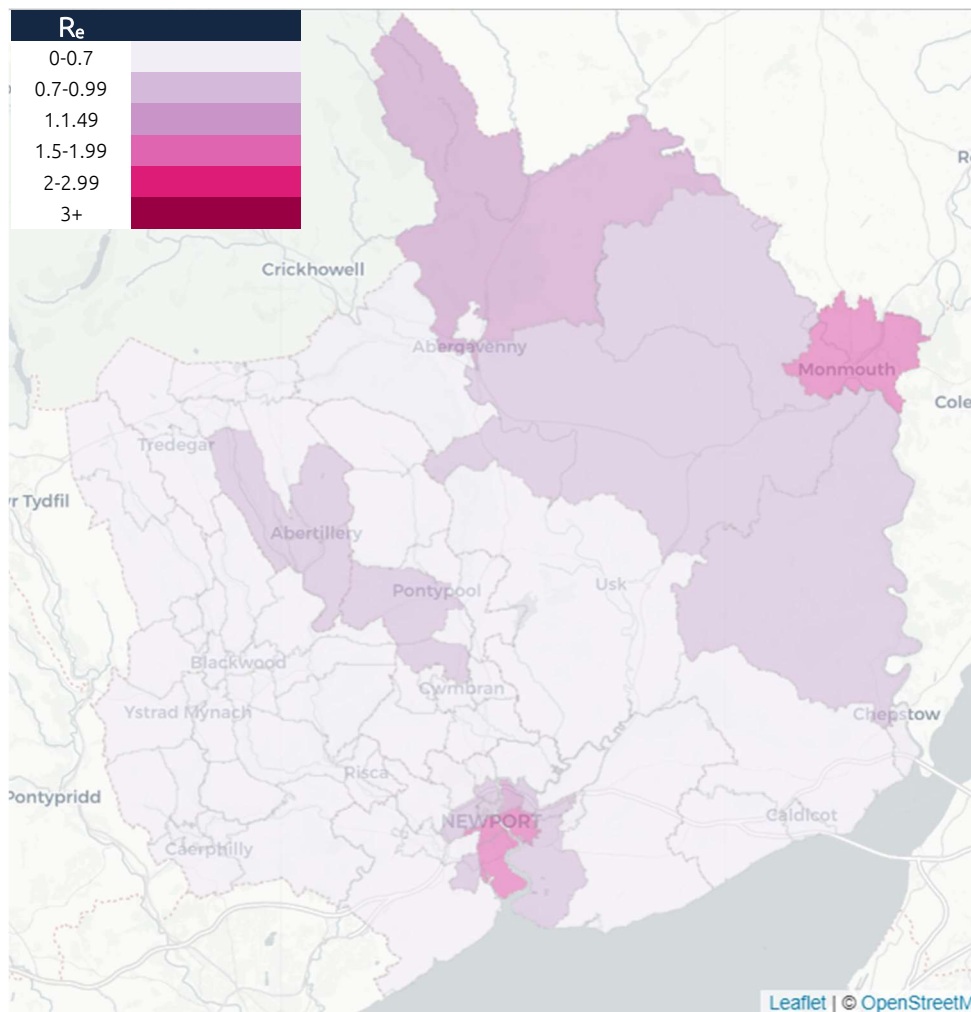 Rₑ
0-0.7
0.7-0.99
1.1.49
1.5-1.99
2-2.99
3+
Crickhowell
Abergavenny
Monmouth
Cole
Tredegar
yr Tydfil
Abertillery
Pontypool
Usk
Blackwood
Cwmbran
Ystrad Mynach
Chepstow
Risca
Pontypridd
NEWPORT
Caldicot
Caerphilly
Leaflet | © OpenStreetM